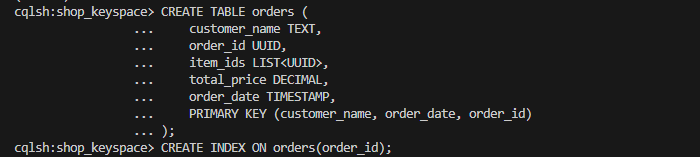 cqlsh:shop_keyspace> CREATE TABLE orders (
                 ...     customer_name TEXT,
                 ...     order_id UUID,
                 ...     item_ids LIST<UUID>,
                 ...     total_price DECIMAL,
                 ...     order_date TIMESTAMP,
                 ...     PRIMARY KEY (customer_name, order_date, order_id)
                 ... );
cqlsh:shop_keyspace> CREATE INDEX ON orders(order_id);